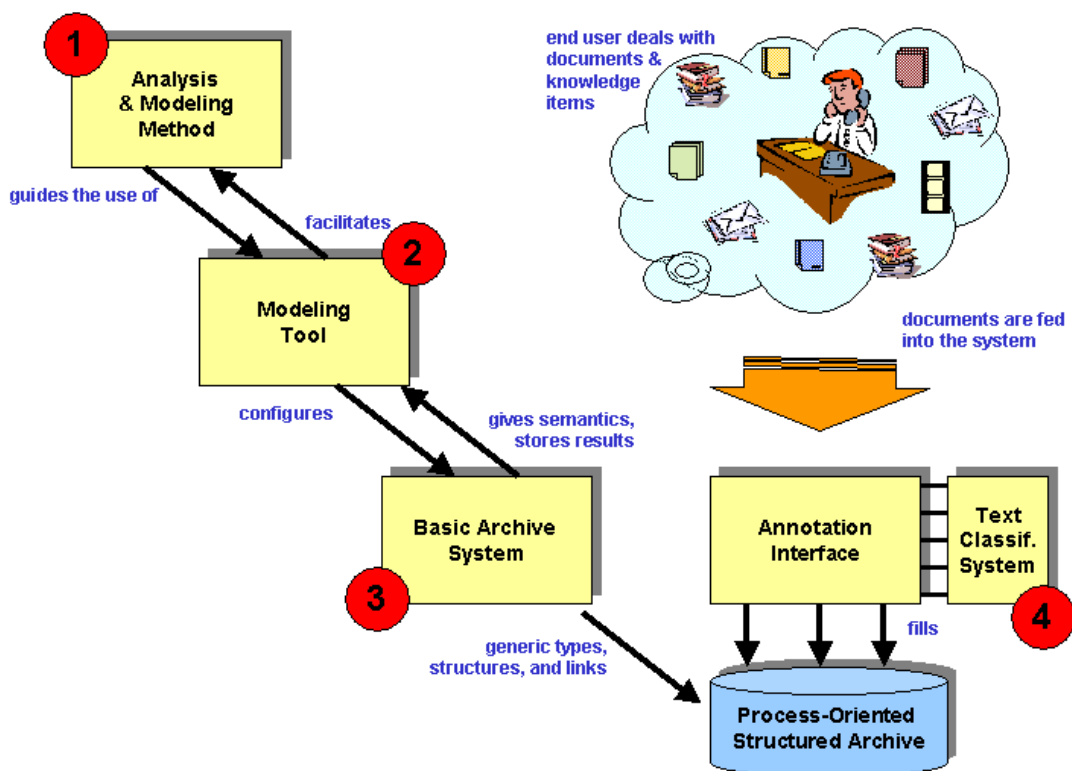 1
Analysis
& Modeling
Method
end user deals with
documents &
knowledge
items
guides the use of
facilitates
2
Modeling
Tool
documents are fed
into the system
configures
gives semantics,
stores results
Basic Archive
System
3
Annotation
Interface
Text
Classif.
System
4
fills
generic types,
structures, and links
Process-Oriented
Structured Archive